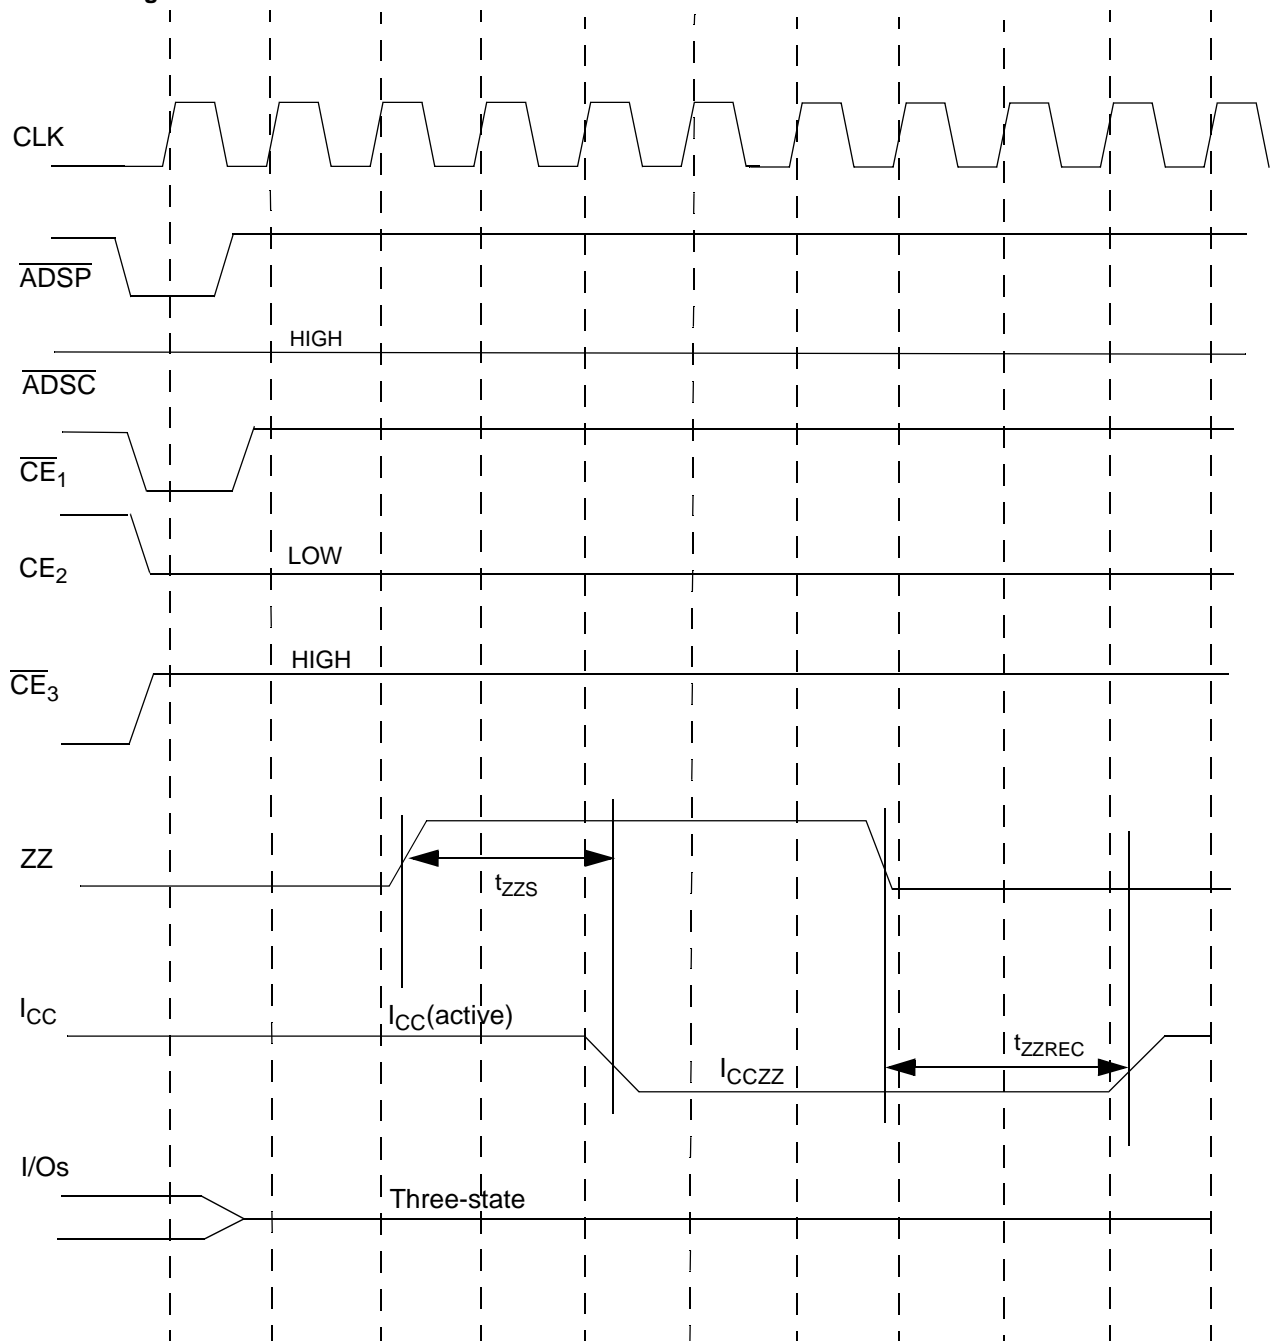 CLK
ADSP
HIGH
ADSC
CE1
LOW
CE2
HIGH
CE3
ZZ
tZZS
ICC
ICC(active)
tZZREC
ICCZZ
I/Os
Three-state